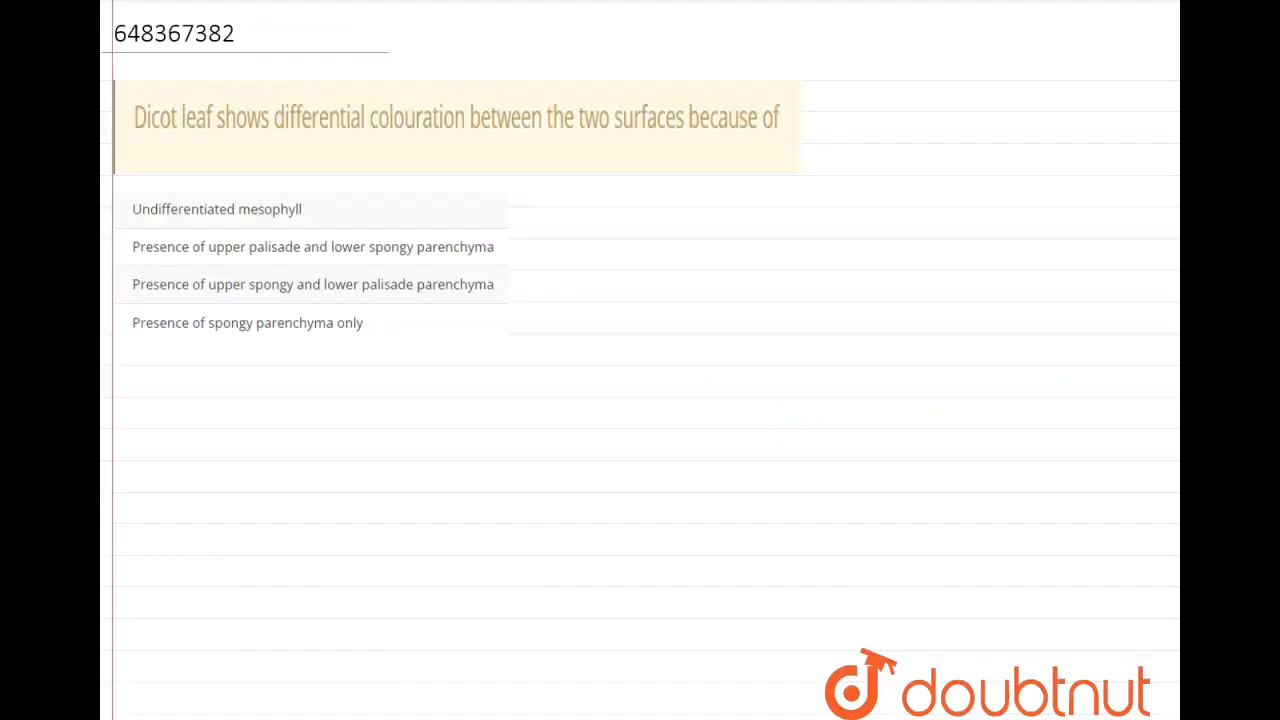 648367382
Dicot leaf shows differential colouration between the two surfaces because of
Undifferentiated mesophyll
Presence of upper palisade and lower spongy parenchyma
Presence of upper spongy and lower palisade parenchyma
Presence of spongy parenchyma only
doubtnut